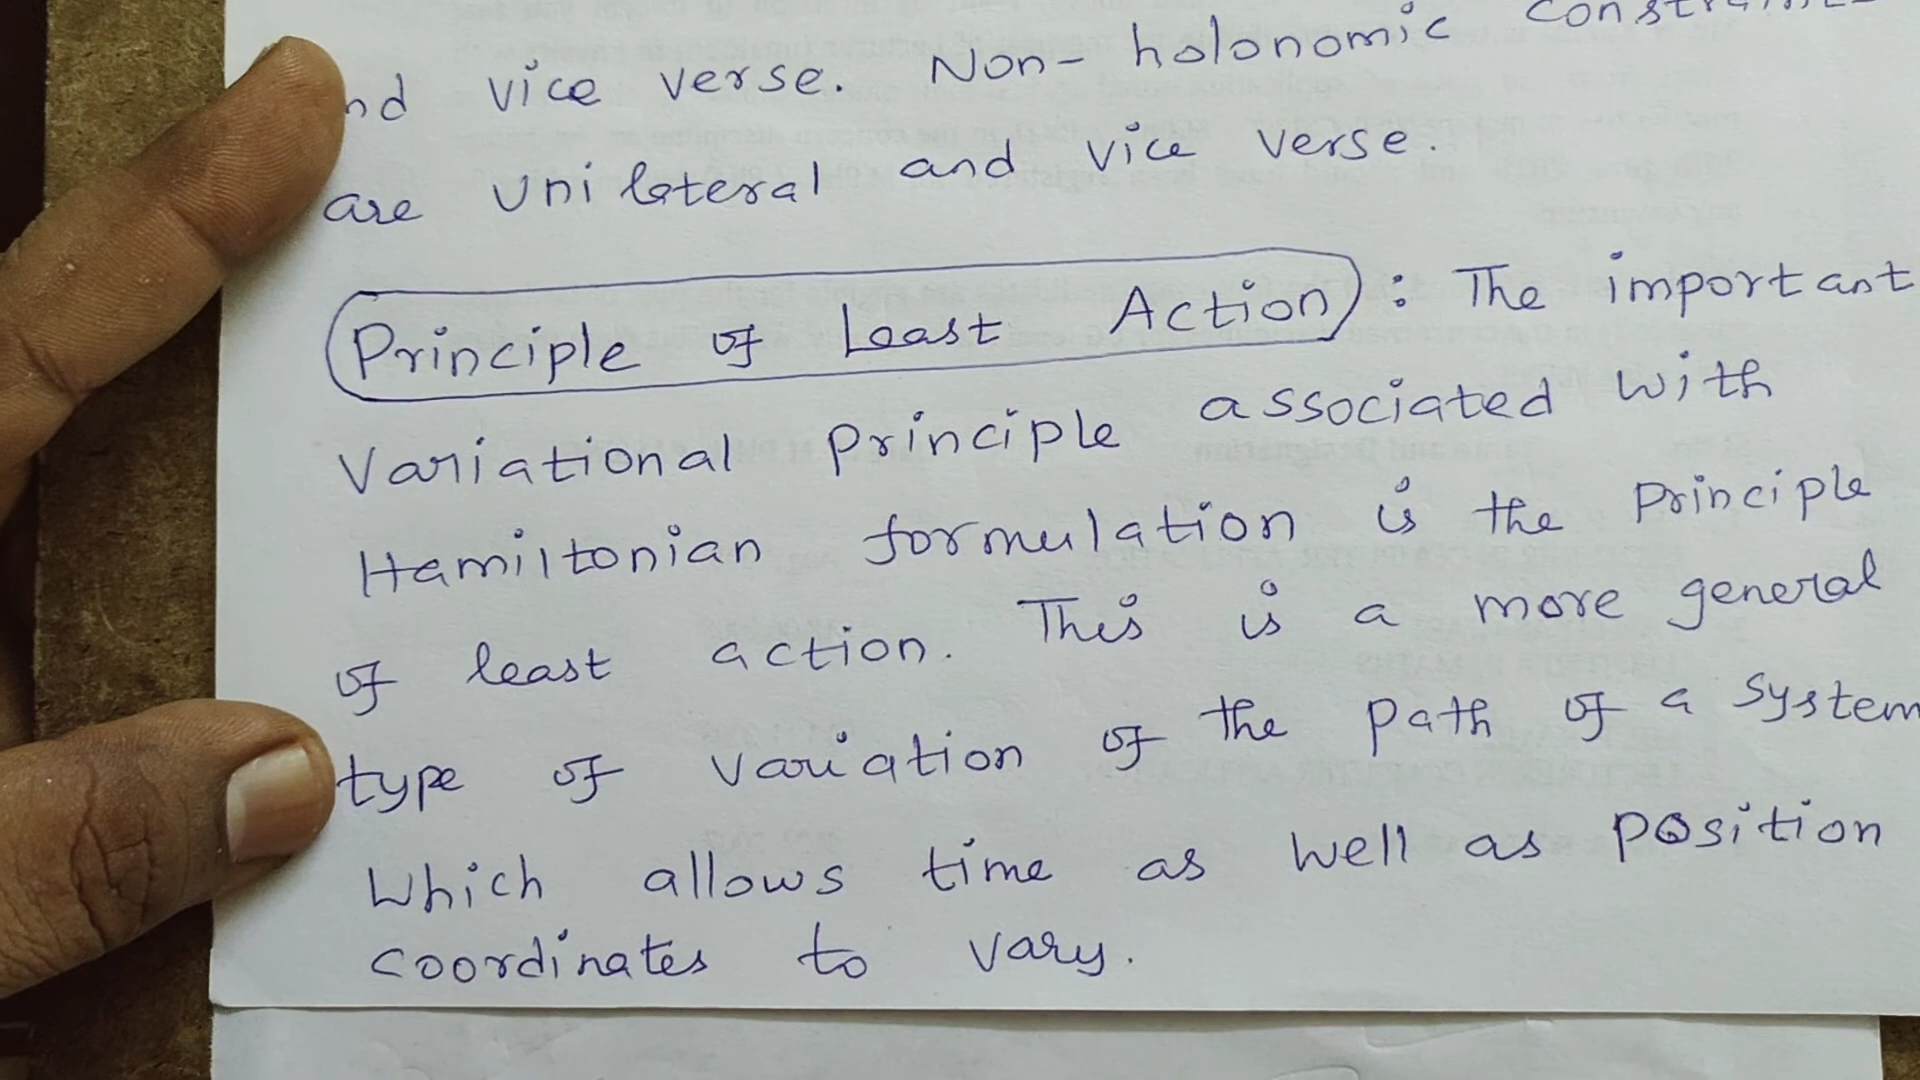 nd vice verse. Non- holonomic
are unilateral and vice verse.
Principle of Least Action : The important
Variational principle associated with
Hamiltonian formulation is the principle
of least action. This is a more general
type of variation of the path of a system
Which allows time as well as position
coordinates to vary.